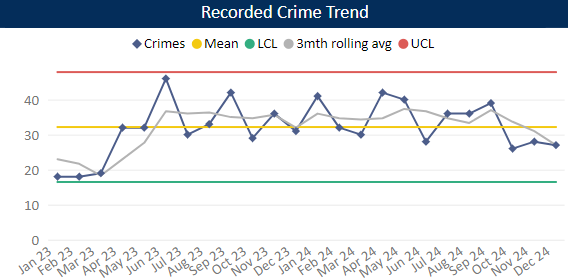 Recorded Crime Trend
Crimes Mean LCL 3mth rolling avg UCL
40
30
20
10
0
Jan 23 Feb 23 Mar 23 Apr 23 May 23 Jun 23 Jul 23 Aug 23 Sep 23 Oct 23 Nov 23 Dec 23 Jan 24 Feb 24 Mar 24 Apr 24 May 24 Jun 24 Jul 24 Aug 24 Sep 24 Oct 24 Nov 24 Dec 24